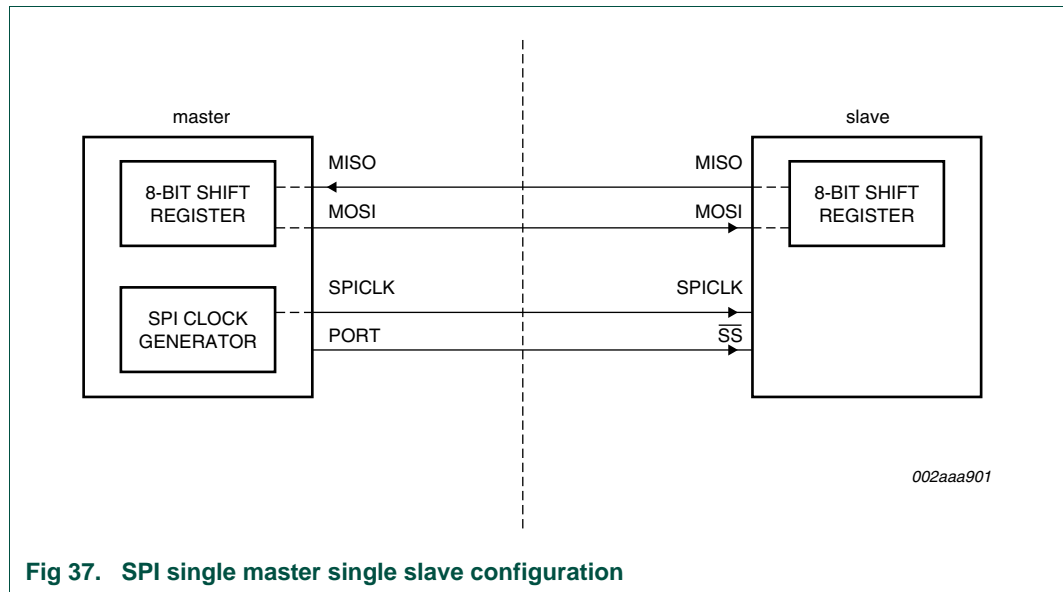 master
slave
8-BIT SHIFT
REGISTER
MISO
MISO
MOSI
MOSI
8-BIT SHIFT
REGISTER
SPI CLOCK
GENERATOR
SPICLK
SPICLK
PORT
S̅S̅
002aaa901
Fig 37. SPI single master single slave configuration